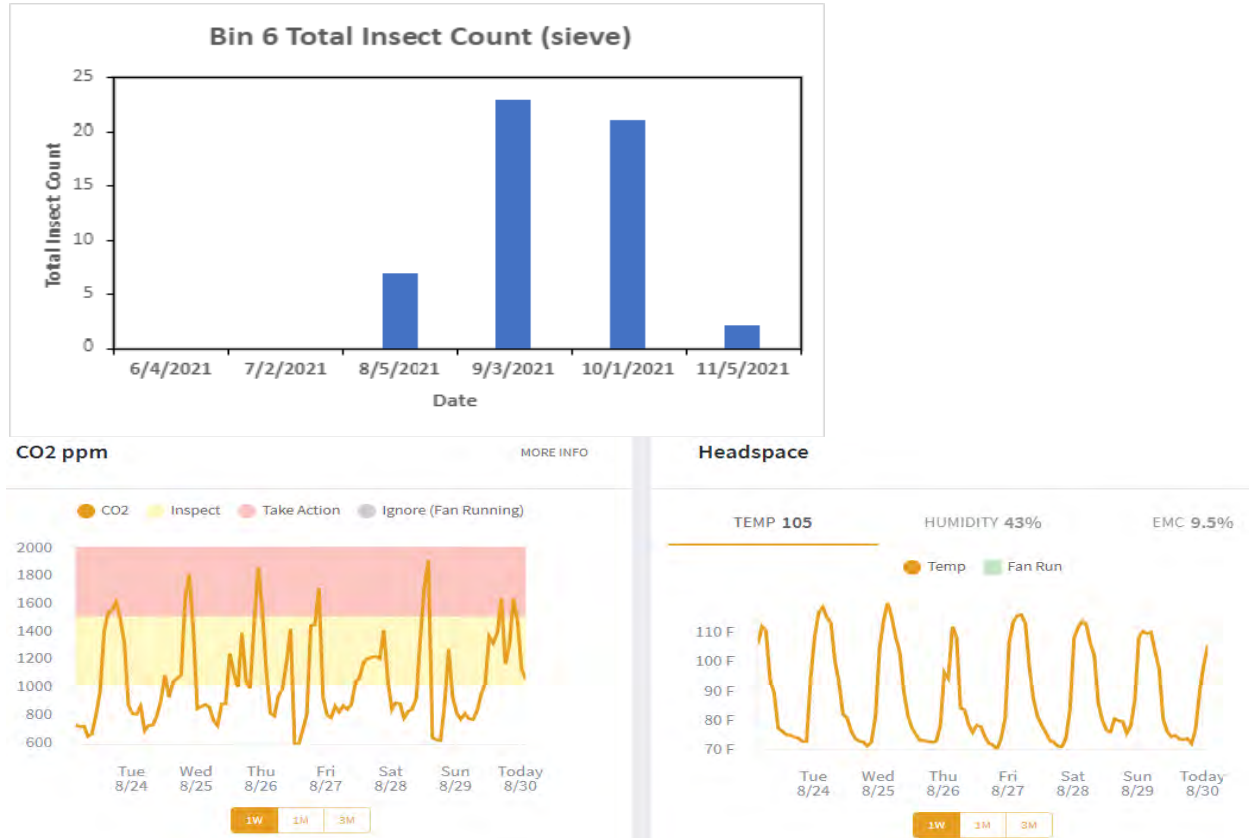 Bin 6 Total Insect Count (sieve)
25
20
15
10
5
0
Total Insect Count
6/4/2021 7/2/2021 8/5/2021 9/3/2021 10/1/2021 11/5/2021
Date
CO2 ppm MORE INFO
CO2 Inspect Take Action Ignore (Fan Running)
2000
1800
1600
1400
1200
1000
800
600
Tue Wed Thu Fri Sat Sun Today
8/24 8/25 8/26 8/27 8/28 8/29 8/30
1W 1M 3M
Headspace
TEMP 105 HUMIDITY 43% EMC 9.5%
Temp Fan Run
110 F
100 F
90 F
80 F
70 F
Tue Wed Thu Fri Sat Sun Today
8/24 8/25 8/26 8/27 8/28 8/29 8/30
1W 1M 3M